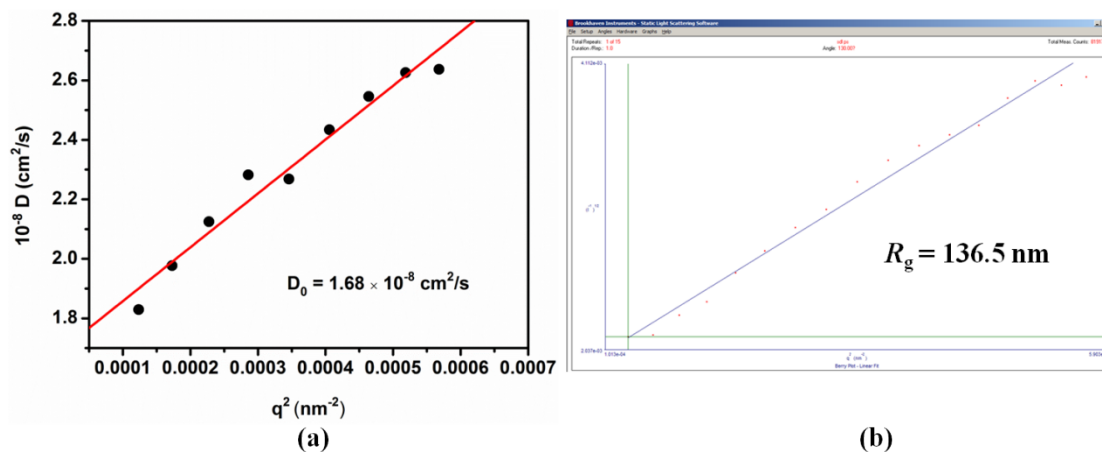 2.8
2.6
2.4
2.2
2.0
1.8
10⁻⁸ D (cm²/s)
D₀ = 1.68 × 10⁻⁸ cm²/s
0.0001 0.0002 0.0003 0.0004 0.0005 0.0006 0.0007
q² (nm⁻²)
(a)
Brookhaven Instruments - Static Light Scattering Software
File Setup Angles Hardware Graphs Help
Total Repeats: 1 of 15
Duration /Rep.: 1.0
Angle: 130.007
Total Meas. Counts:
4.112e-03
Rg = 136.5 nm
2.037e-03
1.013e-04
Berry Plot - Linear Fit
(b)